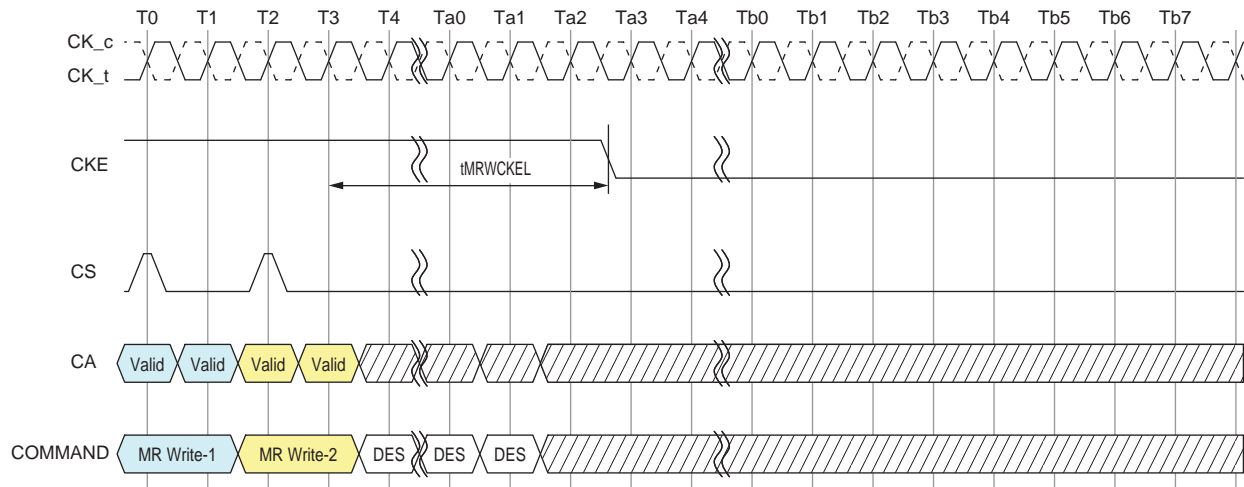 T0 T1 T2 T3 T4 Ta0 Ta1 Ta2 Ta3 Ta4 Tb0 Tb1 Tb2 Tb3 Tb4 Tb5 Tb6 Tb7
CK_c
CK_t
CKE
tMRWCKEL
CS
CA Valid Valid Valid Valid
COMMAND MR Write-1 MR Write-2 DES DES DES